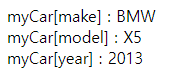 myCar[make] : BMW
myCar[model] : X5
myCar[year] : 2013